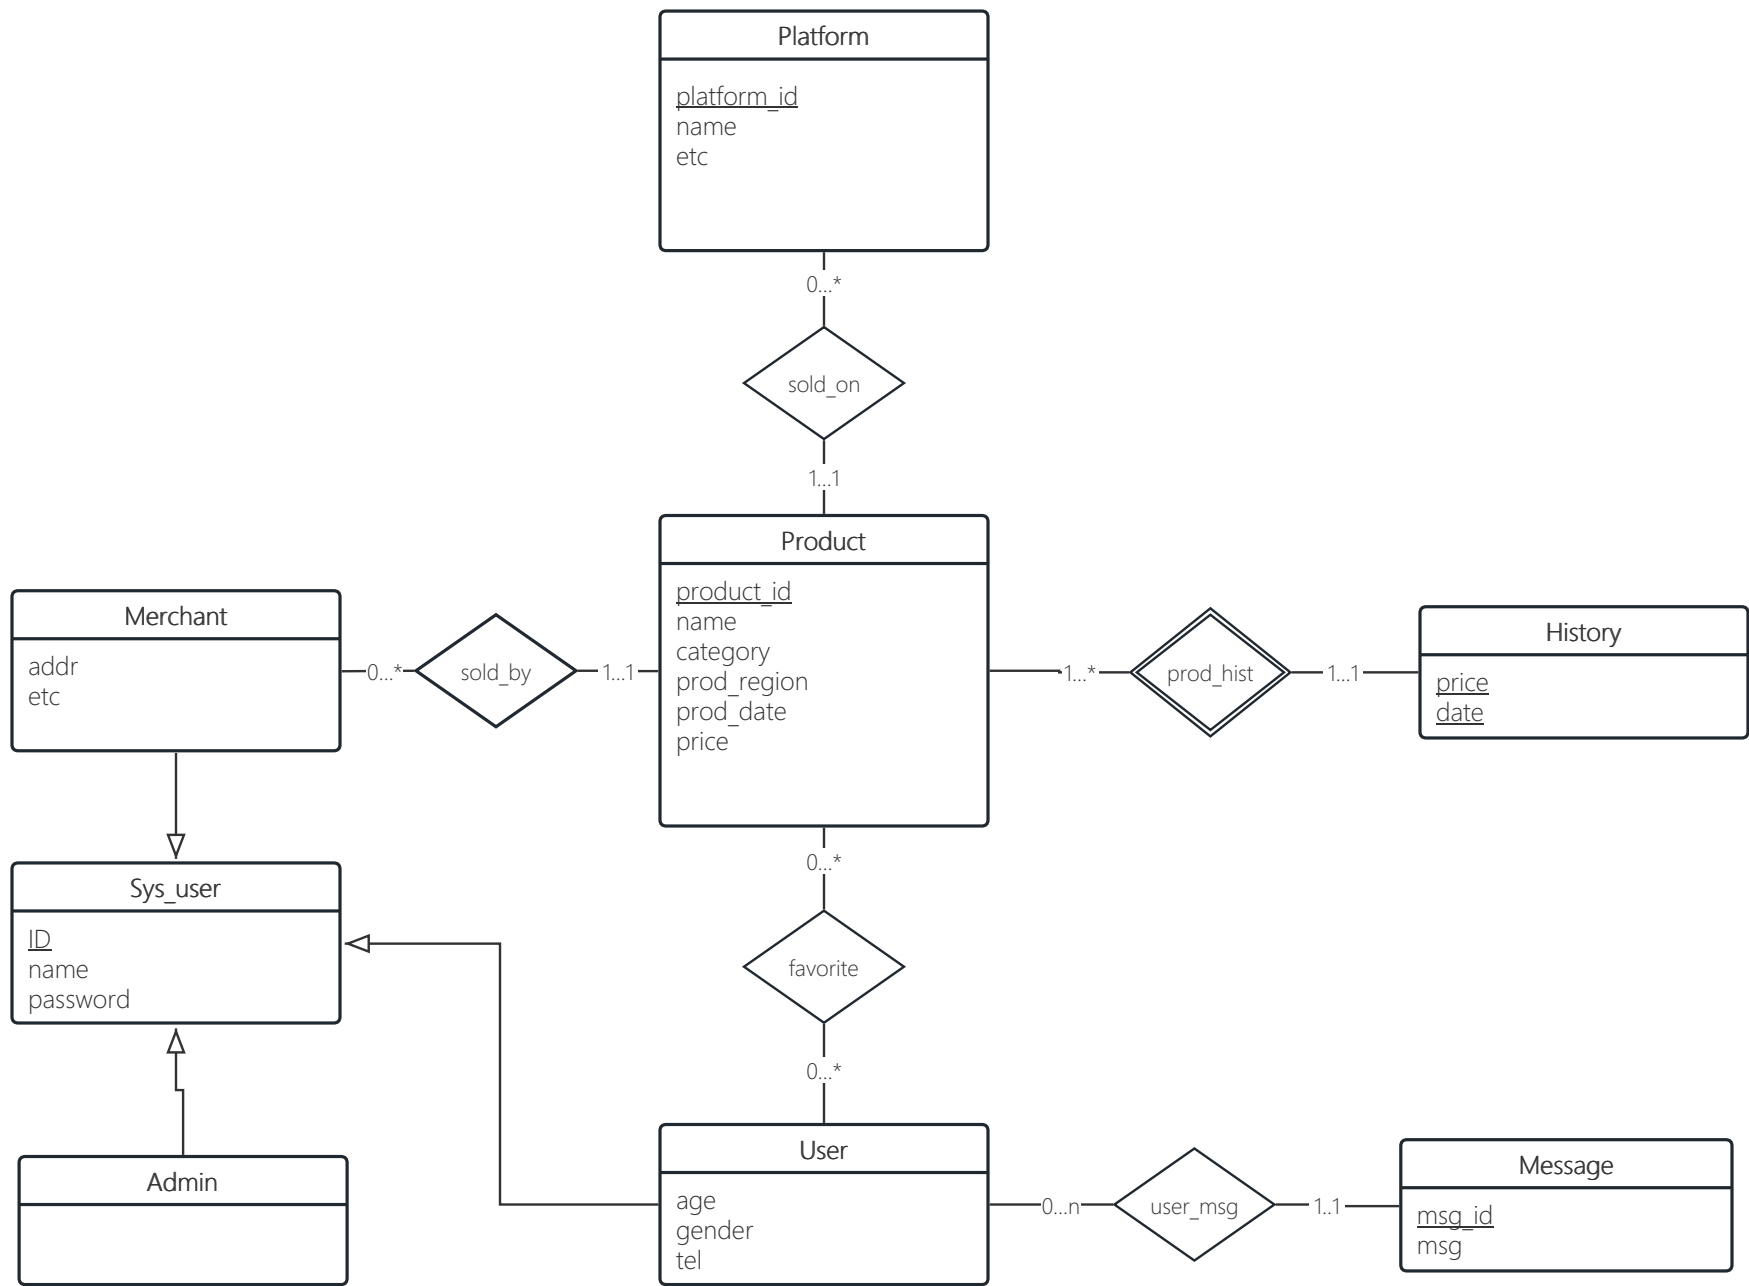 Platform
platform_id
name
etc
0...*
sold_on
1...1
Product
product_id
name
category
prod_region
prod_date
price
Merchant
addr
etc
0...*
sold_by
1...1
1...*
prod_hist
1...1
History
price
date
0...*
favorite
0...*
Sys_user
ID
name
password
Admin
User
age
gender
tel
0...n
user_msg
1..1
Message
msg_id
msg